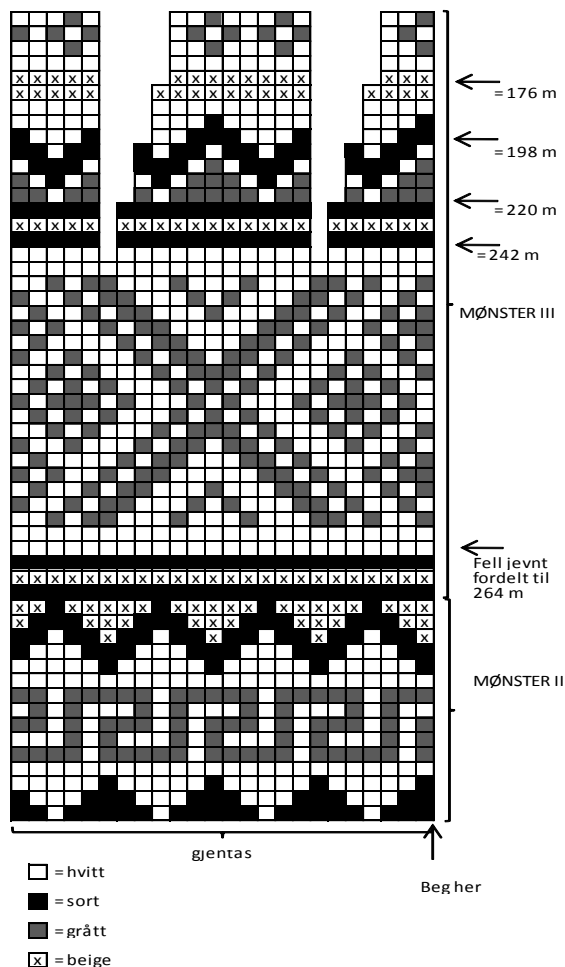 = 176 m
= 198 m
= 220 m
= 242 m
MØNSTER III
Fell jevnt
fordelt til
264 m
MØNSTER II
gjentas
Beg her
= hvitt
= sort
= grått
x = beige